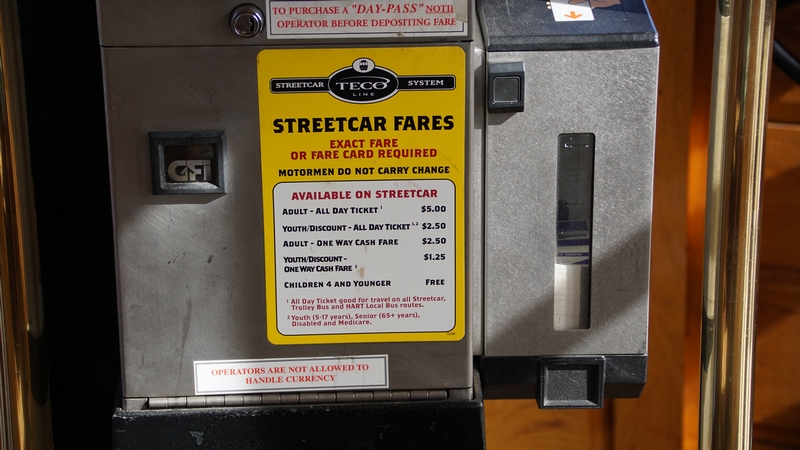 TO PURCHASE A "DAY-PASS" NOTIFY
OPERATOR BEFORE DEPOSITING FARES
STREETCAR TECO SYSTEM
LINE
STREETCAR FARES
EXACT FARE
OR FARE CARD REQUIRED
MOTORMEN DO NOT CARRY CHANGE
GFI
AVAILABLE ON STREETCAR
ADULT - ALL DAY TICKET ¹ $5.00
YOUTH/DISCOUNT - ALL DAY TICKET ¹,² $2.50
ADULT - ONE WAY CASH FARE $2.50
YOUTH/DISCOUNT - $1.25
ONE WAY CASH FARE ²
CHILDREN 4 AND YOUNGER FREE
¹ All Day Ticket good for travel on all Streetcar,
Trolley Bus and HART Local Bus routes.
² Youth (5-17 years), Senior (65+ years),
Disabled and Medicare.
OPERATORS ARE NOT ALLOWED TO
HANDLE CURRENCY